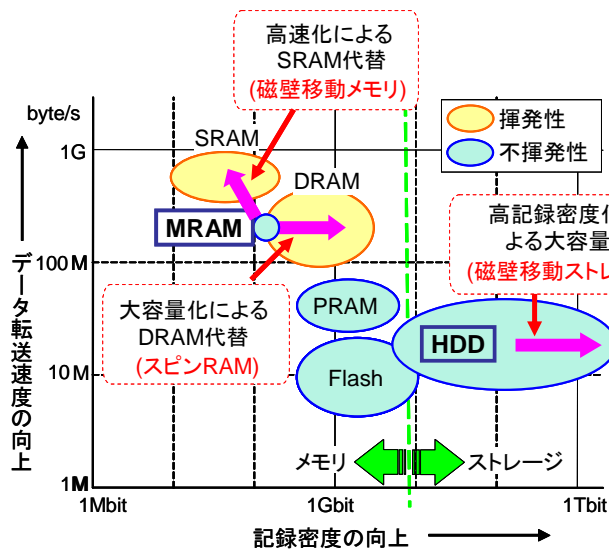 高速化による
SRAM代替
(磁壁移動メモリ)
byte/s
揮発性
不揮発性
SRAM
1G
DRAM
高記録密度化
よる大容量
(磁壁移動ストレ
MRAM
100M
大容量化による
DRAM代替
(スピンRAM)
PRAM
HDD
Flash
10M
データ転送速度の向上
メモリ
ストレージ
1M
1Mbit
1Gbit
1Tbit
記録密度の向上